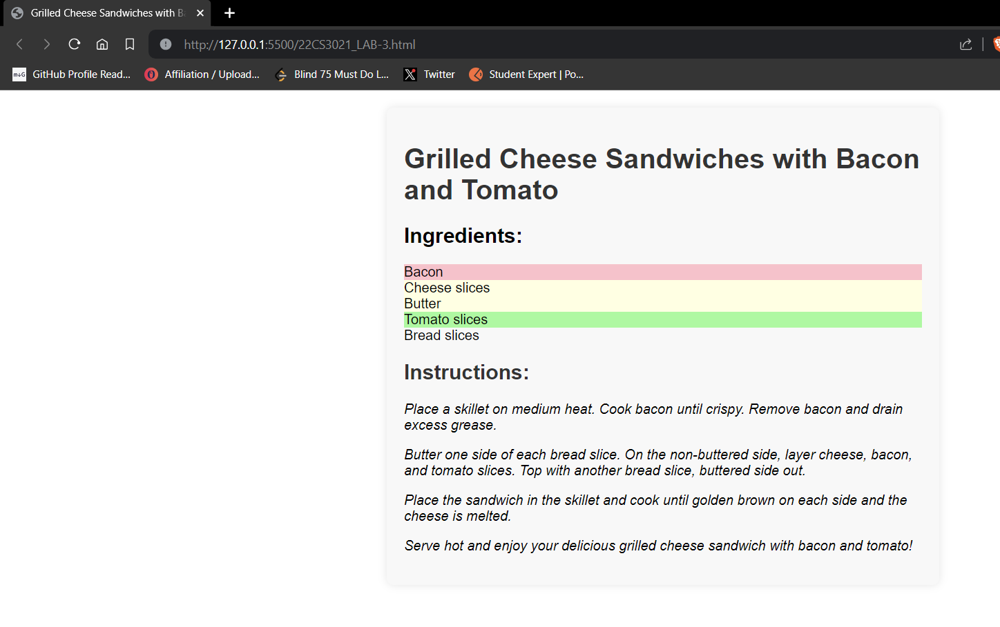 Grilled Cheese Sandwiches with Ba
http://127.0.0.1:5500/22CS3021_LAB-3.html
GitHub Profile Read... Affiliation / Upload... Blind 75 Must Do L... Twitter Student Expert | Po...
Grilled Cheese Sandwiches with Bacon
and Tomato
Ingredients:
Bacon
Cheese slices
Butter
Tomato slices
Bread slices
Instructions:
Place a skillet on medium heat. Cook bacon until crispy. Remove bacon and drain
excess grease.
Butter one side of each bread slice. On the non-buttered side, layer cheese, bacon,
and tomato slices. Top with another bread slice, buttered side out.
Place the sandwich in the skillet and cook until golden brown on each side and the
cheese is melted.
Serve hot and enjoy your delicious grilled cheese sandwich with bacon and tomato!